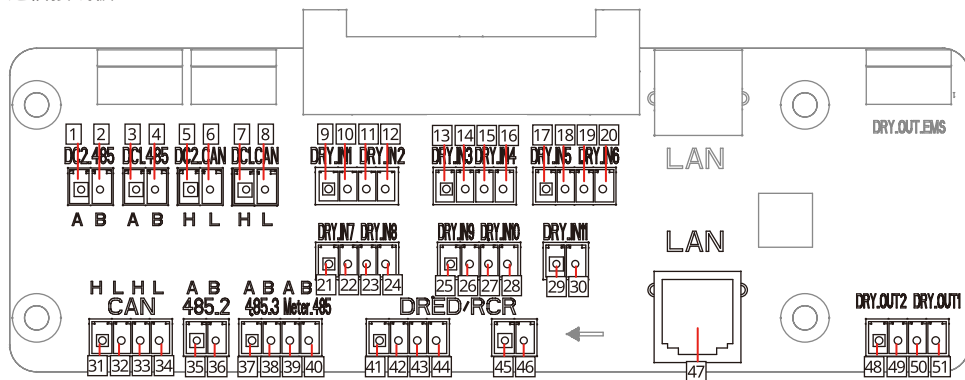 1 2 3 4 5 6 7 8 9 10 11 12 13 14 15 16 17 18 19 20
DC2.485 DC1.485 DC2.CAN DC1.CAN DRY.IN1 DRY.IN2 DRY.IN3 DRY.IN4 DRY.IN5 DRY.IN6 LAN DRY.OUT.EMS
A B A B H L H L
DRY.IN7 DRY.IN8 DRY.IN9 DRY.IN10 DRY.IN11 LAN
21 22 23 24 25 26 27 28 29 30
H L H L A B A B A B
CAN 485.2 485.3 Meter.485 DRED/RCR DRY.OUT2 DRY.OUT1
31 32 33 34 35 36 37 38 39 40 41 42 43 44 45 46 47 48 49 50 51